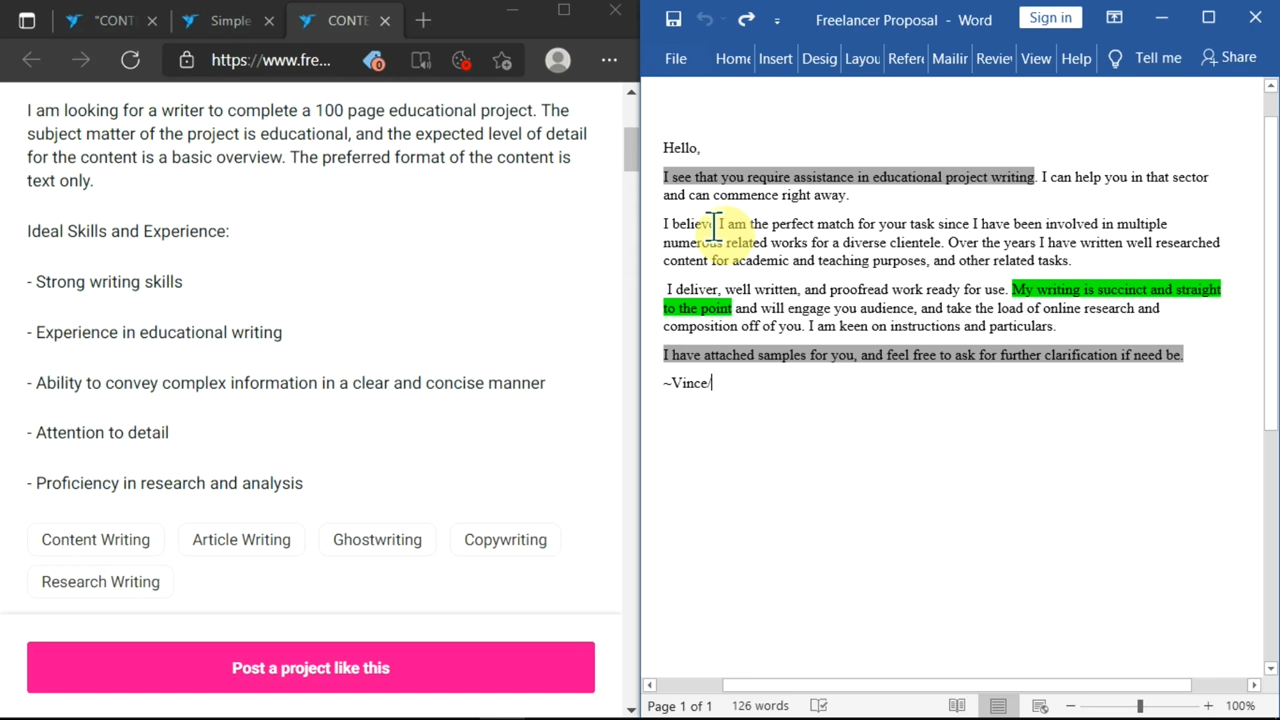 "CONT
Simple
CONTE
https://www.fre...
I am looking for a writer to complete a 100 page educational project. The
subject matter of the project is educational, and the expected level of detail
for the content is a basic overview. The preferred format of the content is
text only.
Ideal Skills and Experience:
- Strong writing skills
- Experience in educational writing
- Ability to convey complex information in a clear and concise manner
- Attention to detail
- Proficiency in research and analysis
Content Writing
Article Writing
Ghostwriting
Copywriting
Research Writing
Post a project like this
Freelancer Proposal - Word
Sign in
File
Home
Insert
Desig
Layou
Refere
Mailin
Review
View
Help
Tell me
Share
Hello,
I see that you require assistance in educational project writing. I can help you in that sector
and can commence right away.
I believe I am the perfect match for your task since I have been involved in multiple
numerous related works for a diverse clientele. Over the years I have written well researched
content for academic and teaching purposes, and other related tasks.
I deliver, well written, and proofread work ready for use. My writing is succinct and straight
to the point and will engage you audience, and take the load of online research and
composition off of you. I am keen on instructions and particulars.
I have attached samples for you, and feel free to ask for further clarification if need be.
~Vince/
Page 1 of 1
126 words
100%